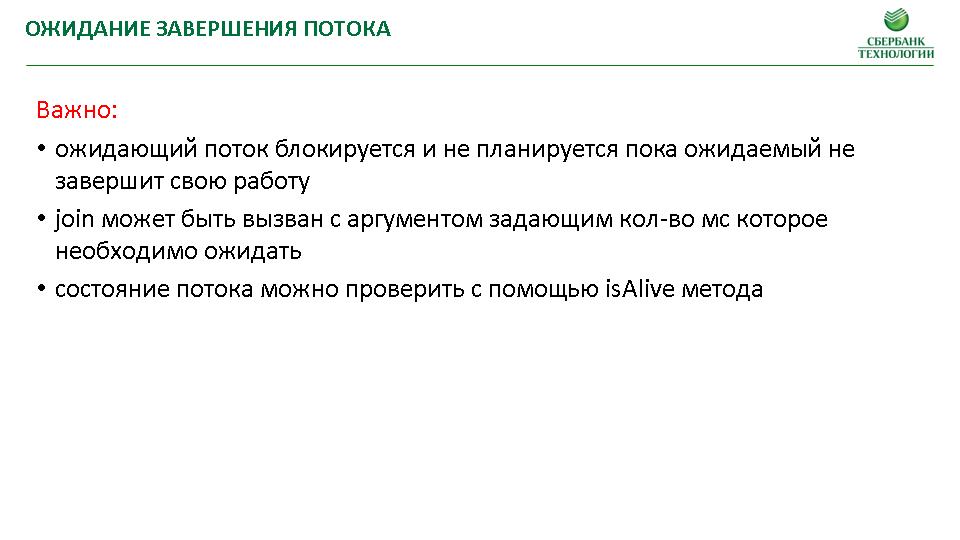 ОЖИДАНИЕ ЗАВЕРШЕНИЯ ПОТОКА
СБЕРБАНК
ТЕХНОЛОГИИ
Важно:
• ожидающий поток блокируется и не планируется пока ожидаемый не
завершит свою работу
• join может быть вызван с аргументом задающим кол-во мс которое
необходимо ожидать
• состояние потока можно проверить с помощью isAlive метода